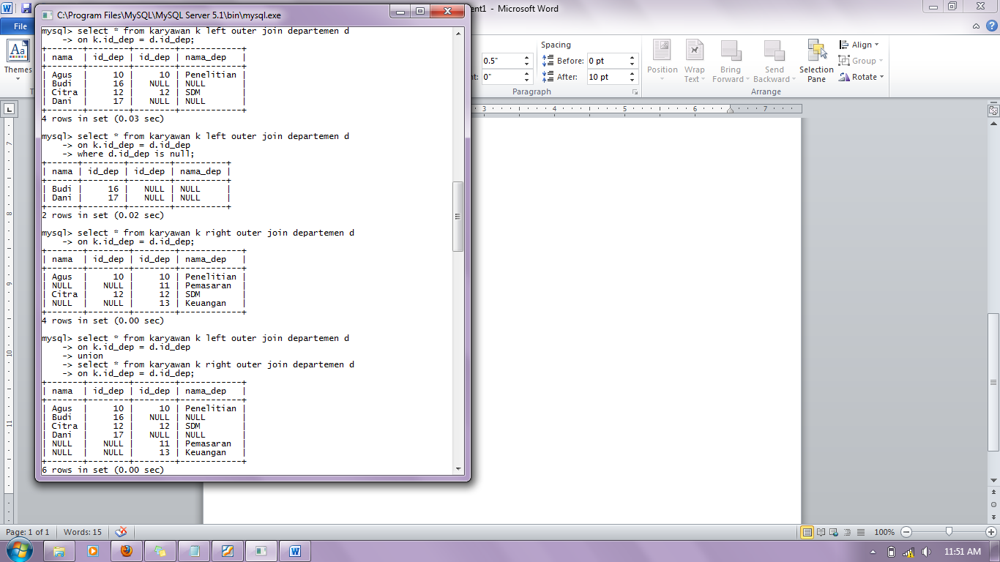 C:\Program Files\MySQL\MySQL Server 5.1\bin\mysql.exe
ent1 - Microsoft Word
File
Themes
mysql> select * from karyawan k left outer join departemen d
    -> on k.id_dep = d.id_dep;
+-------+--------+--------+------------+
| nama  | id_dep | id_dep | nama_dep   |
+-------+--------+--------+------------+
| Agus  |     10 |     10 | Penelitian |
| Budi  |     16 |   NULL | NULL       |
| Citra |     12 |     12 | SDM        |
| Dani  |     17 |   NULL | NULL       |
+-------+--------+--------+------------+
4 rows in set (0.03 sec)
mysql> select * from karyawan k left outer join departemen d
    -> on k.id_dep = d.id_dep
    -> where d.id_dep is null;
+------+--------+--------+----------+
| nama | id_dep | id_dep | nama_dep |
+------+--------+--------+----------+
| Budi |     16 |   NULL | NULL     |
| Dani |     17 |   NULL | NULL     |
+------+--------+--------+----------+
2 rows in set (0.02 sec)
mysql> select * from karyawan k right outer join departemen d
    -> on k.id_dep = d.id_dep;
+-------+--------+--------+------------+
| nama  | id_dep | id_dep | nama_dep   |
+-------+--------+--------+------------+
| Agus  |     10 |     10 | Penelitian |
| NULL  |   NULL |     11 | Pemasaran  |
| Citra |     12 |     12 | SDM        |
| NULL  |   NULL |     13 | Keuangan   |
+-------+--------+--------+------------+
4 rows in set (0.00 sec)
mysql> select * from karyawan k left outer join departemen d
    -> on k.id_dep = d.id_dep
    -> union
    -> select * from karyawan k right outer join departemen d
    -> on k.id_dep = d.id_dep;
+-------+--------+--------+------------+
| nama  | id_dep | id_dep | nama_dep   |
+-------+--------+--------+------------+
| Agus  |     10 |     10 | Penelitian |
| Budi  |     16 |   NULL | NULL       |
| Citra |     12 |     12 | SDM        |
| Dani  |     17 |   NULL | NULL       |
| NULL  |   NULL |     11 | Pemasaran  |
| NULL  |   NULL |     13 | Keuangan   |
+-------+--------+--------+------------+
6 rows in set (0.00 sec)
Spacing
0.5" Before: 0 pt
nt: 0" After: 10 pt
Paragraph
Position
Wrap Text
Bring Forward
Send Backward
Selection Pane
Align
Group
Rotate
Arrange
3 4 5 6 7
7
8
9
10
11
Page: 1 of 1 Words: 15 100%
11:51 AM